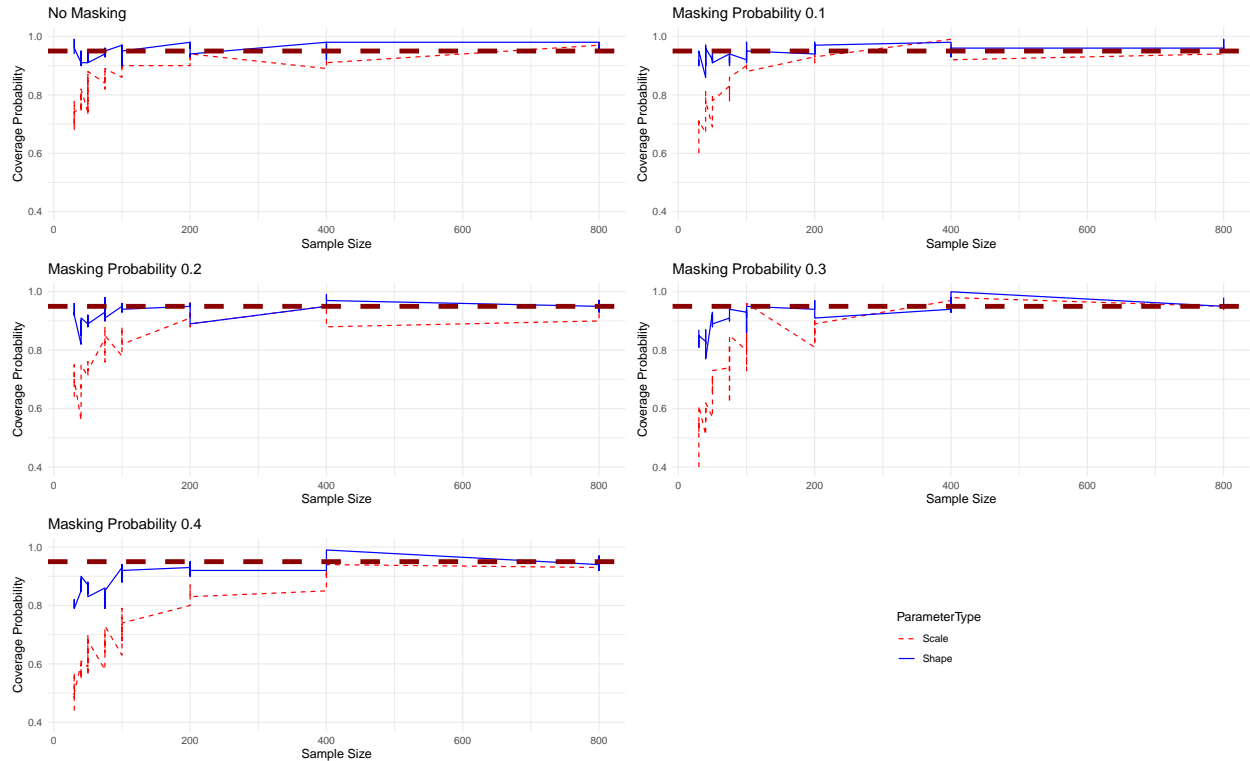 No Masking
1.0
0.8
0.6
0.4
Coverage Probability
0
200
400
600
800
Sample Size
Masking Probability 0.1
1.0
0.8
0.6
0.4
Coverage Probability
0
200
400
600
800
Sample Size
Masking Probability 0.2
1.0
0.8
0.6
0.4
Coverage Probability
0
200
400
600
800
Sample Size
Masking Probability 0.3
1.0
0.8
0.6
0.4
Coverage Probability
0
200
400
600
800
Sample Size
Masking Probability 0.4
1.0
0.8
0.6
0.4
Coverage Probability
0
200
400
600
800
Sample Size
ParameterType
Scale
Shape